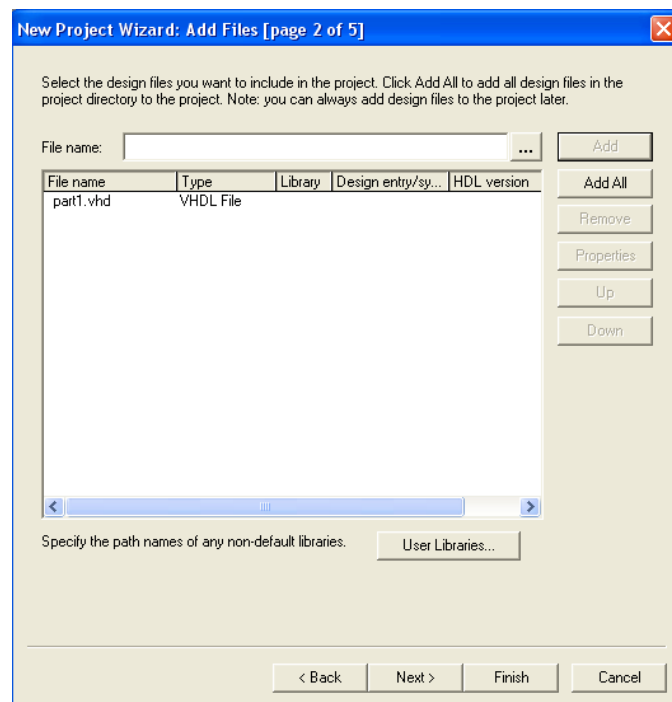 New Project Wizard: Add Files [page 2 of 5]
Select the design files you want to include in the project. Click Add All to add all design files in the
project directory to the project. Note: you can always add design files to the project later.
File name:
...
Add
File name
Type
Library
Design entry/sy...
HDL version
Add All
part1.vhd
VHDL File
Remove
Properties
Up
Down
Specify the path names of any non-default libraries.
User Libraries...
< Back
Next >
Finish
Cancel